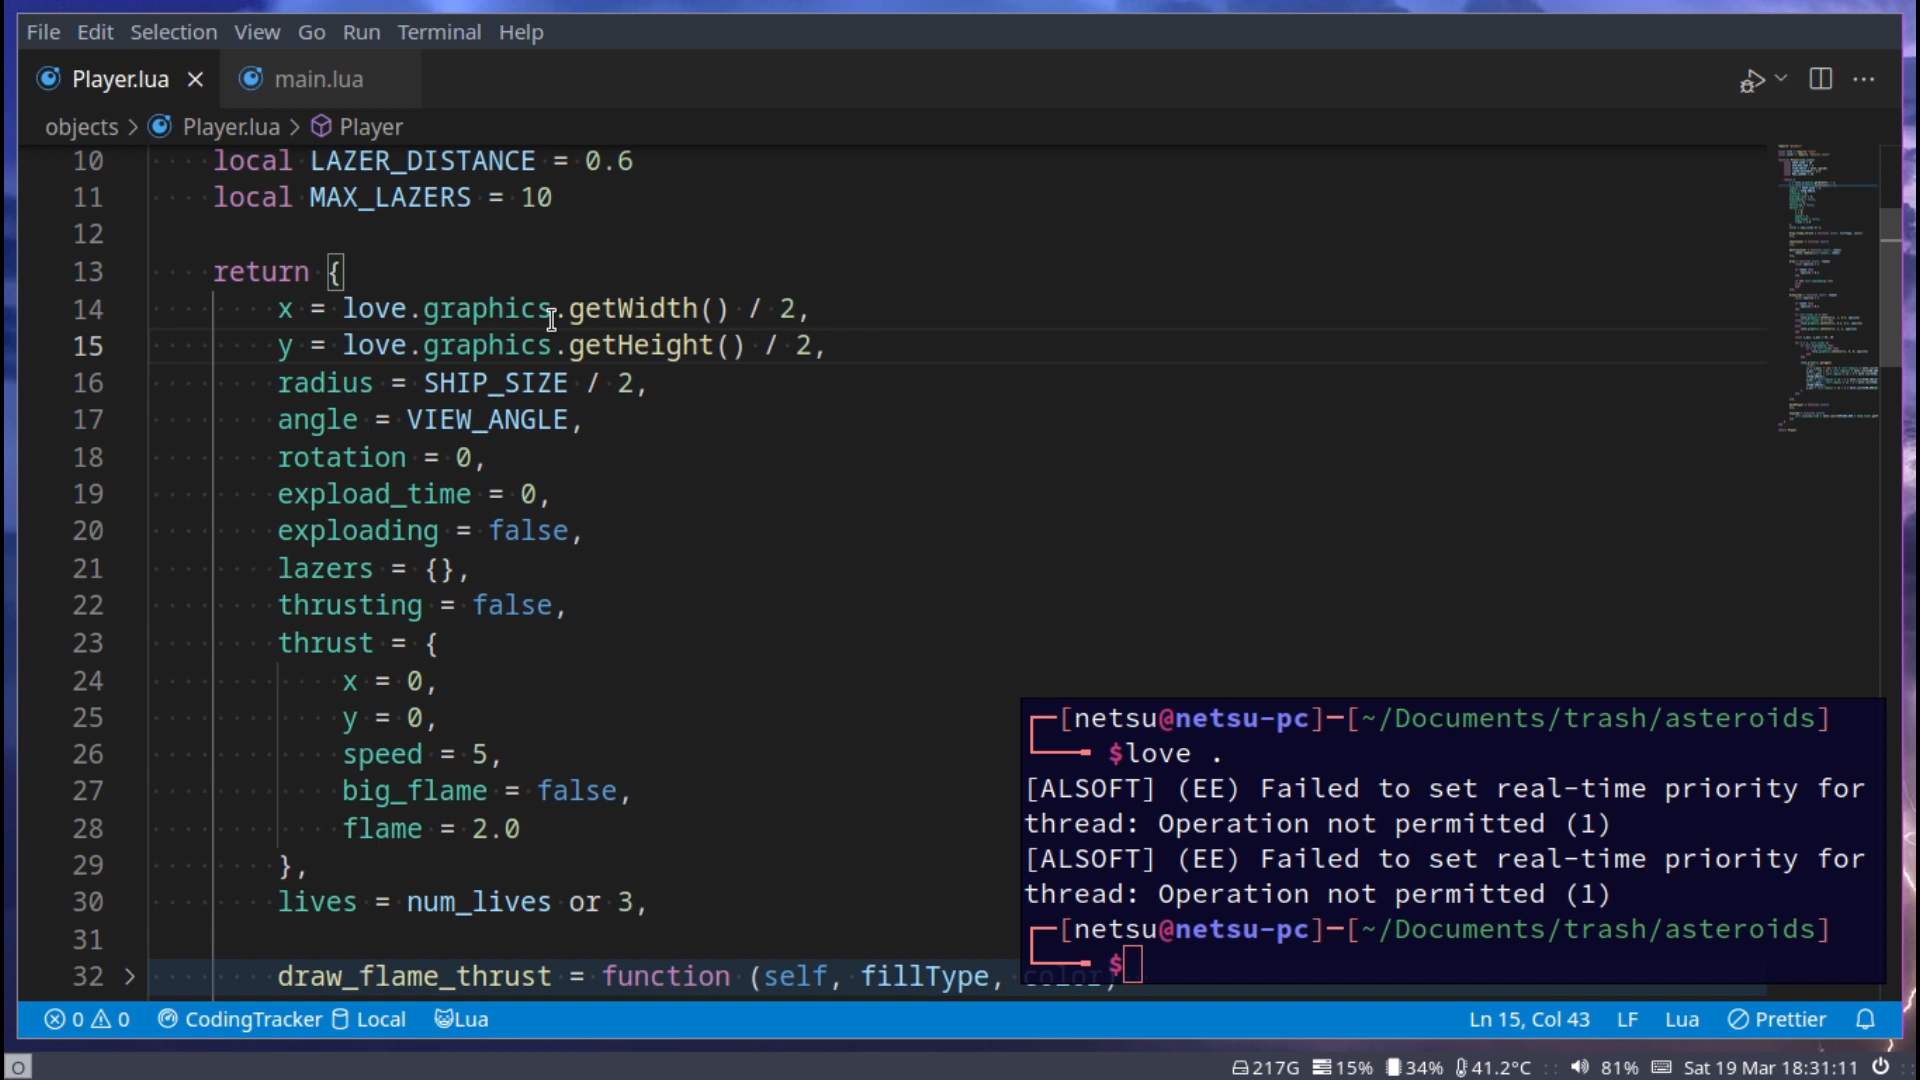 File Edit Selection View Go Run Terminal Help
Player.lua main.lua
objects > Player.lua > Player
10 local LAZER_DISTANCE = 0.6
11 local MAX_LAZERS = 10
12
13 return {
14 x = love.graphics.getWidth() / 2,
15 y = love.graphics.getHeight() / 2,
16 radius = SHIP_SIZE / 2,
17 angle = VIEW_ANGLE,
18 rotation = 0,
19 expload_time = 0,
20 exploading = false,
21 lazers = {},
22 thrusting = false,
23 thrust = {
24 x = 0,
25 y = 0,
26 speed = 5,
27 big_flame = false,
28 flame = 2.0
29 },
30 lives = num_lives or 3,
31
32 draw_flame_thrust = function (self, fillType, color)
[netsu@netsu-pc]-[~/Documents/trash/asteroids]
$love .
[ALSOFT] (EE) Failed to set real-time priority for
thread: Operation not permitted (1)
[ALSOFT] (EE) Failed to set real-time priority for
thread: Operation not permitted (1)
[netsu@netsu-pc]-[~/Documents/trash/asteroids]
$
0 0 CodingTracker Local Lua Ln 15, Col 43 LF Lua Prettier
217G 15% 34% 41.2°C 81% Sat 19 Mar 18:31:11